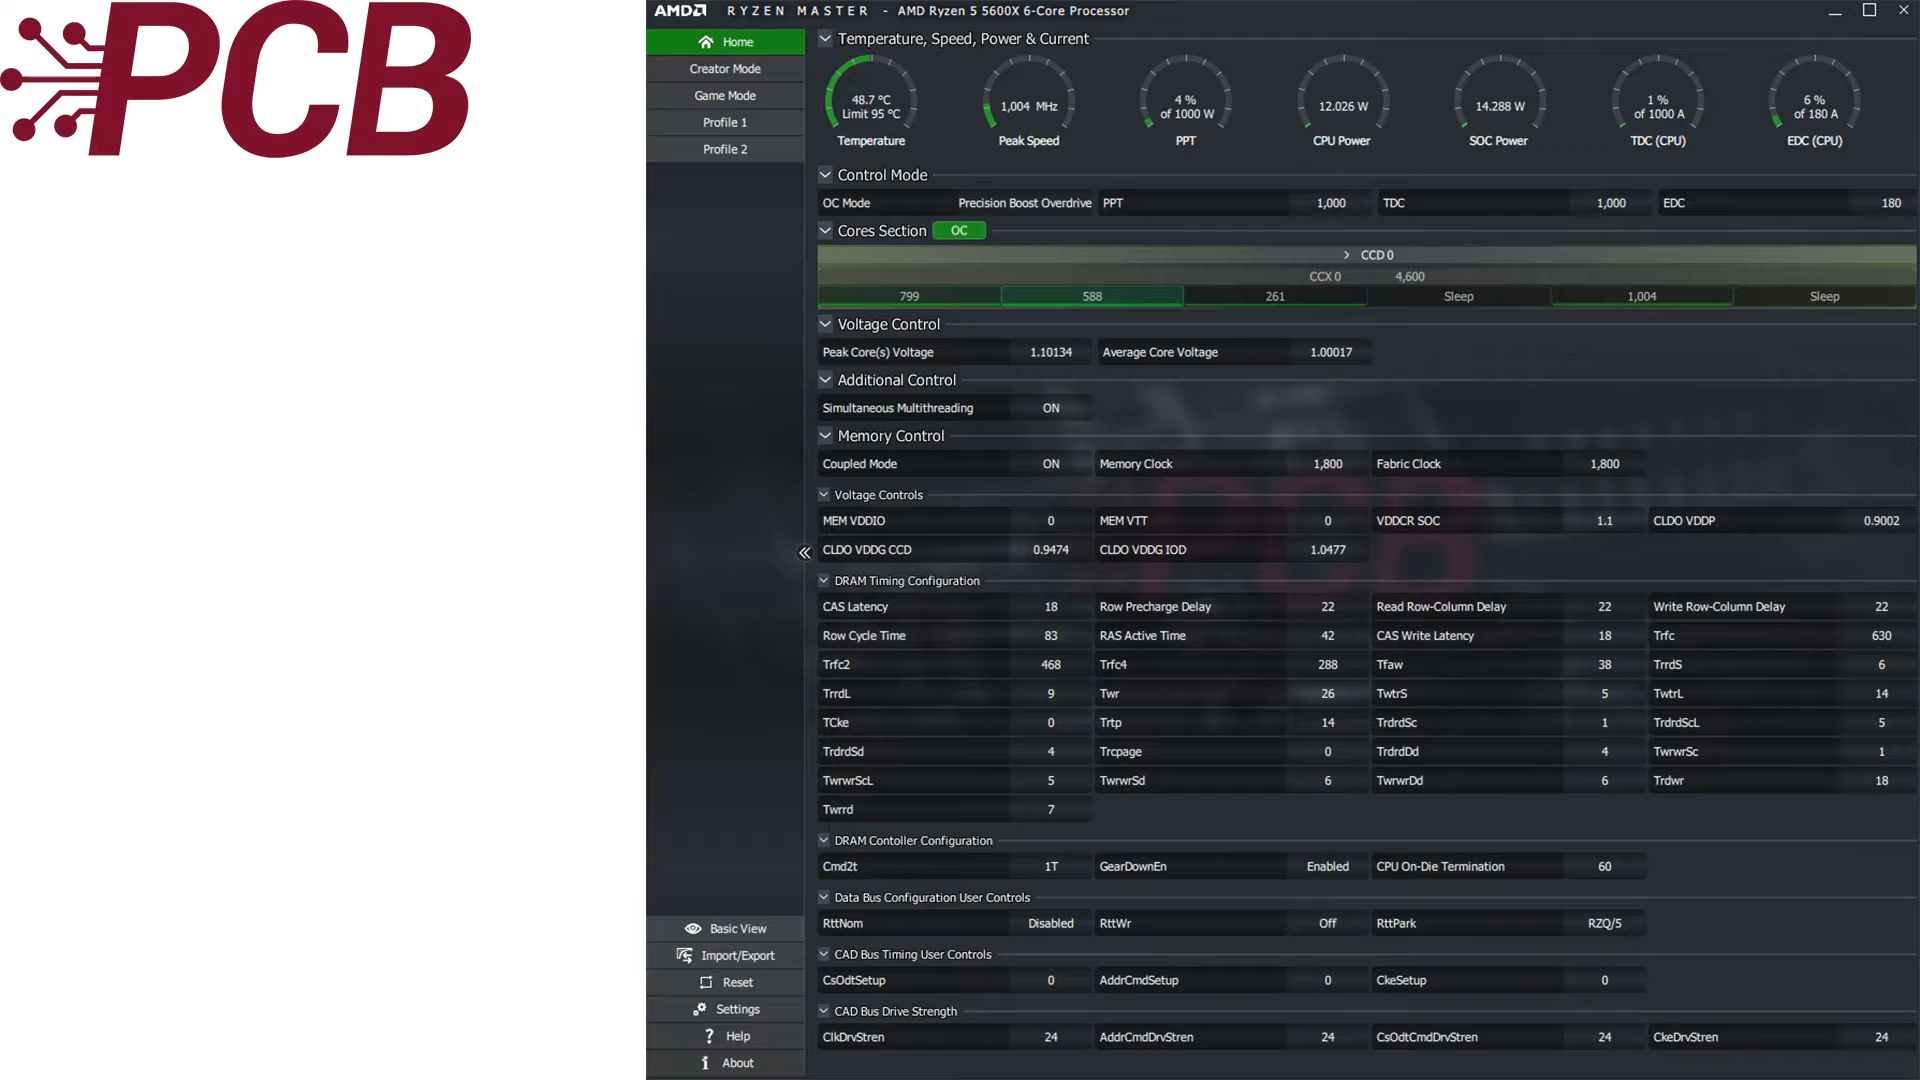 PCB
AMD RYZEN MASTER - AMD Ryzen 5 5600X 6-Core Processor
Home
Creator Mode
Game Mode
Profile 1
Profile 2
Temperature, Speed, Power & Current
48.7 °C 1,004 MHz 4 % 12.026 W 14.288 W 1 % 6 %
Limit 95 °C of 1000 W of 1000 A of 180 A
Temperature Peak Speed PPT CPU Power SOC Power TDC (CPU) EDC (CPU)
Control Mode
OC Mode Precision Boost Overdrive PPT 1,000 TDC 1,000 EDC 180
Cores Section OC
CCD 0
CCX 0 4,600
799 588 261 Sleep 1,004 Sleep
Voltage Control
Peak Core(s) Voltage 1.10134 Average Core Voltage 1.00017
Additional Control
Simultaneous Multithreading ON
Memory Control
Coupled Mode ON Memory Clock 1,800 Fabric Clock 1,800
Voltage Controls
MEM VDDIO 0 MEM VTT 0 VDDCR SOC 1.1 CLDO VDDP 0.9002
CLDO VDDG CCD 0.9474 CLDO VDDG IOD 1.0477
PCB
DRAM Timing Configuration
CAS Latency 18 Row Precharge Delay 22 Read Row-Column Delay 22 Write Row-Column Delay 22
Row Cycle Time 83 RAS Active Time 42 CAS Write Latency 18 Trfc 630
Trfc2 468 Trfc4 288 Tfaw 38 TrrdS 6
TrrdL 9 Twr 26 TwtrS 5 TwtrL 14
TCke 0 Trtp 14 TrdrdSc 1 TrdrdScL 5
TrdrdSd 4 Trcpage 0 TrdrdDd 4 TwrwrSc 1
TwrwrScL 5 TwrwrSd 6 TwrwrDd 6 Trdwr 18
Twrrd 7
DRAM Contoller Configuration
Cmd2t 1T GearDownEn Enabled CPU On-Die Termination 60
Data Bus Configuration User Controls
RttNom Disabled RttWr Off RttPark RZQ/5
CAD Bus Timing User Controls
CsOdtSetup 0 AddrCmdSetup 0 CkeSetup 0
CAD Bus Drive Strength
ClkDrvStren 24 AddrCmdDrvStren 24 CsOdtCmdDrvStren 24 CkeDrvStren 24
Basic View
Import/Export
Reset
Settings
Help
About